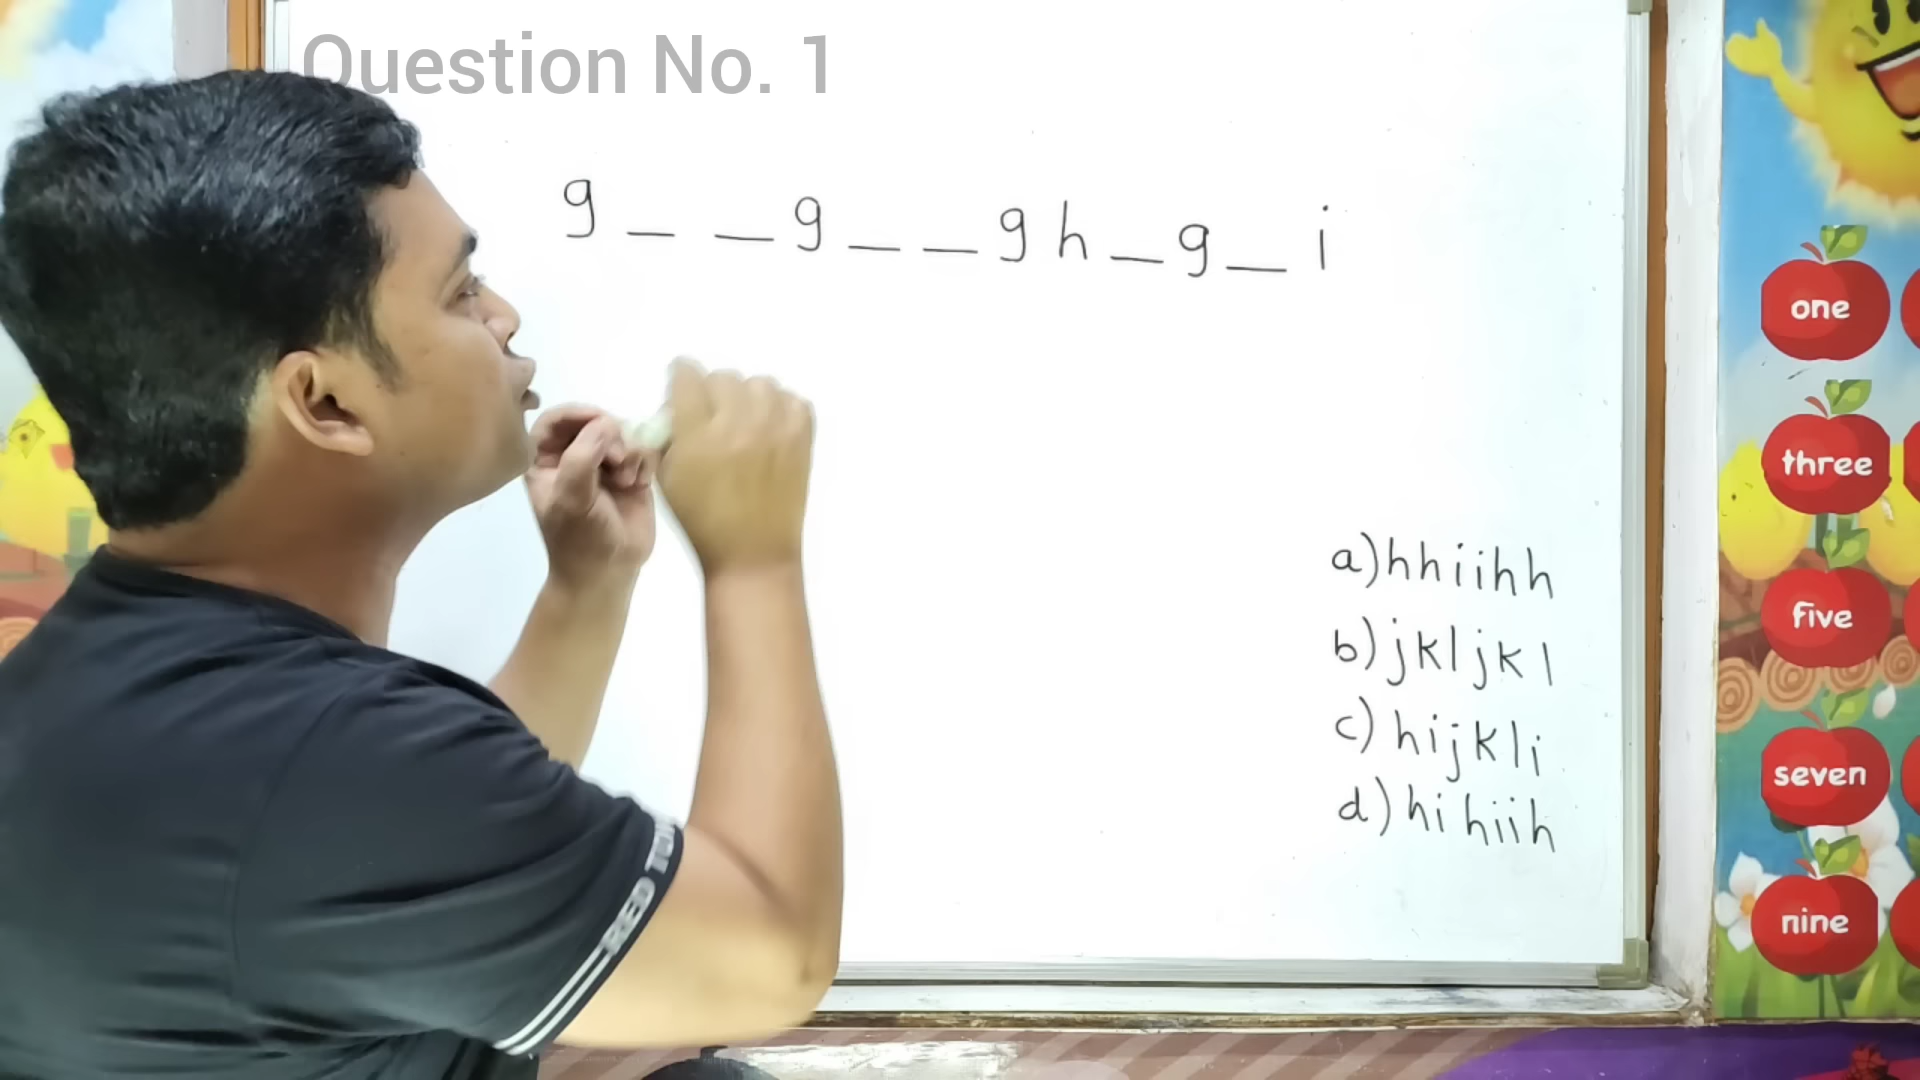 Question No. 1
g _ _ g _ _ g h _ g _ i
a) h h i i h h
b) j k l j k l
c) h i j k l i
d) h i h i i h
one
three
five
seven
nine